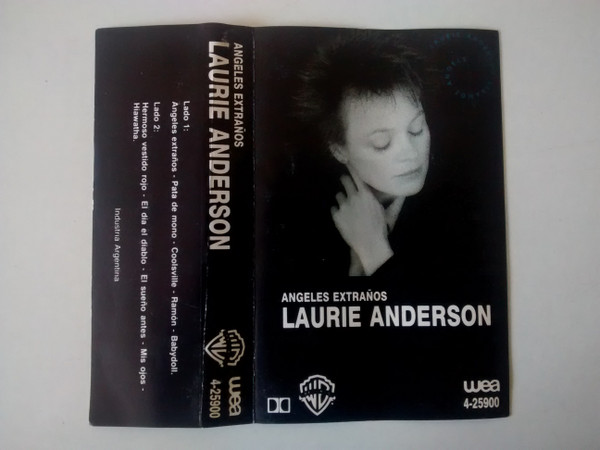 Lado 1:
Angeles extraños - Pata de mono - Coolsville - Ramón - Babydoll.
Lado 2:
Hermoso vestido rojo - El día el diablo - El sueño antes - Mis ojos -
Hiawatha.
Industria Argentina
ANGELES EXTRAÑOS
LAURIE ANDERSON
wea
4-25900
ANGELES EXTRAÑOS
LAURIE ANDERSON
wea
4-25900